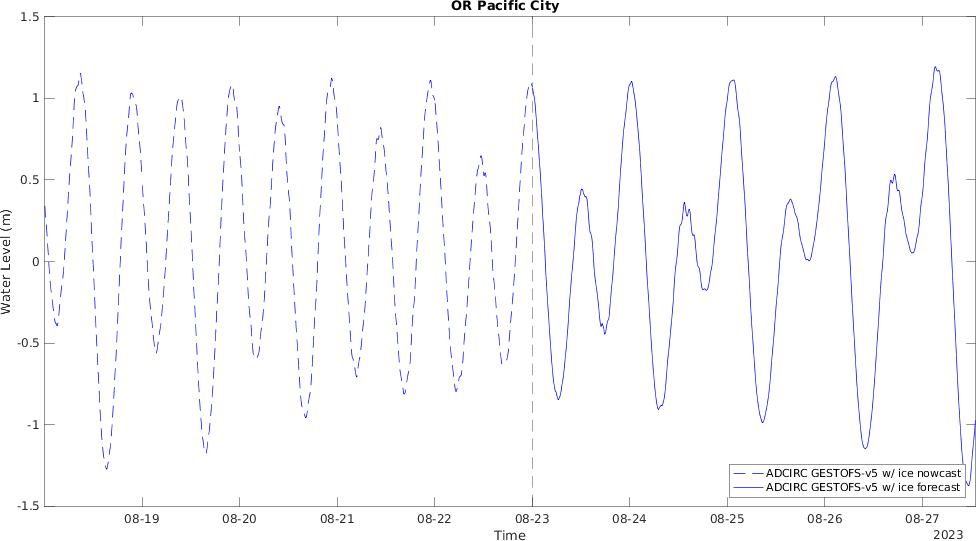 OR Pacific City
1.5
1
0.5
0
-0.5
-1
-1.5
Water Level (m)
ADCIRC GESTOFS-v5 w/ ice nowcast
ADCIRC GESTOFS-v5 w/ ice forecast
08-19 08-20 08-21 08-22 08-23 08-24 08-25 08-26 08-27
Time
2023